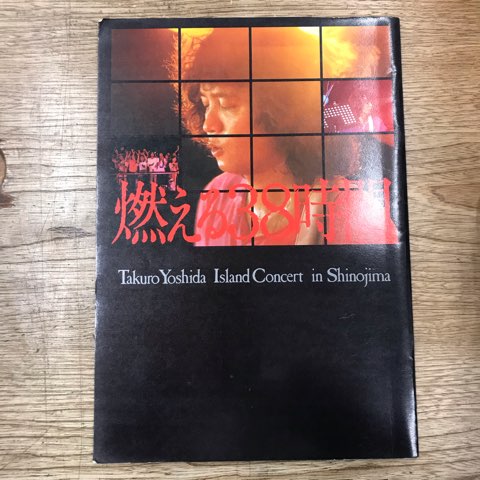 燃える38時間
Takuro Yoshida Island Concert in Shinojima